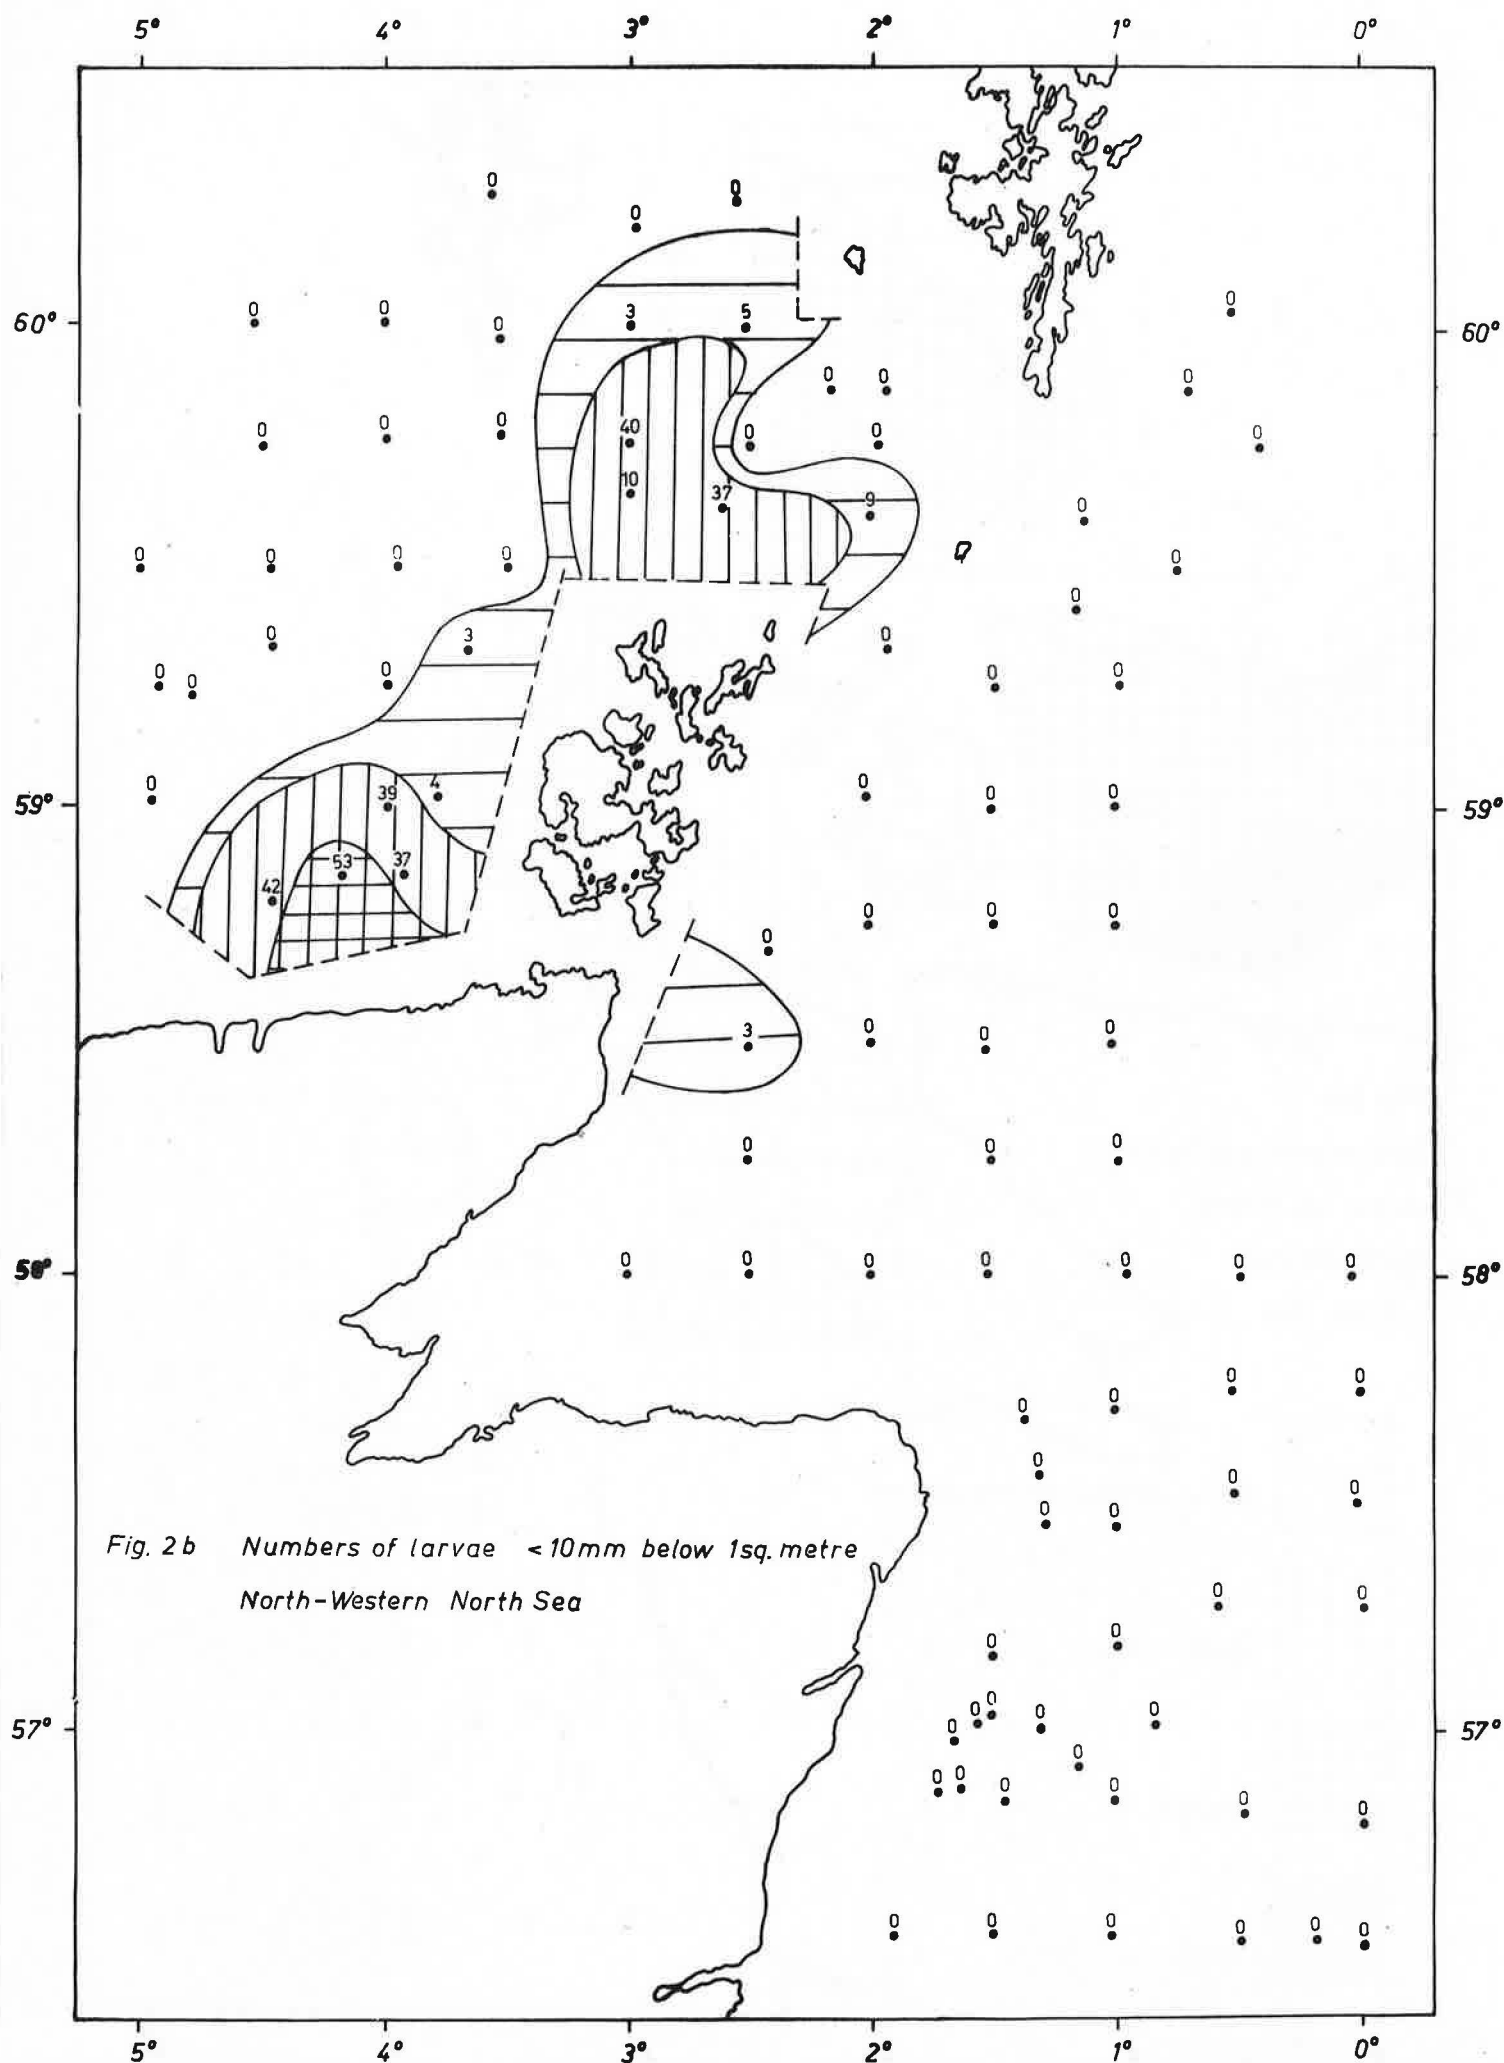 5° 4° 3° 2° 1° 0°
0 0 0
0
60° 0 0 0 3 5 60°
0 0 0
0 0 0 40 0 0 0
10 37 9 0
0 0 0 0 0
0
0 3 0
0 0 0 0 0
0 39 4 0 0 0
59° 59°
53 37
42 0 0 0
0
3 0 0 0
0 0 0
58° 0 0 0 0 0 0 0 58°
0 0
0 0
0 0 0
0 0
Fig. 2b Numbers of larvae <10mm below 1sq. metre
North-Western North Sea
0 0
0 0
0 0 0 0 0
57° 0 57°
0
0 0 0 0 0
0
0 0 0 0 0 0
5° 4° 3° 2° 1° 0°